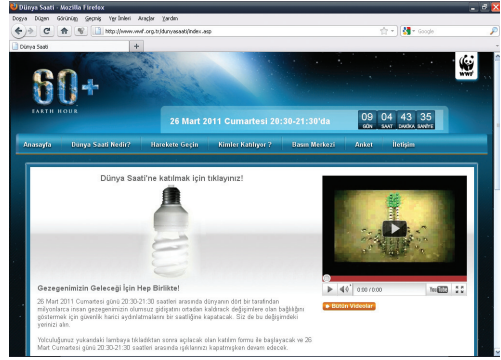 Dünya Saati - Mozilla Firefox
Dosya Düzen Görünüm Geçmiş Yer İmleri Araçlar Yardım
http://www.wwf.org.tr/dunyasaati/index.asp
Google
Dünya Saati
60+
EARTH HOUR
WWF
26 Mart 2011 Cumartesi 20:30-21:30'da
09 04 43 35
GÜN SAAT DAKİKA SANİYE
Anasayfa Dünya Saati Nedir? Harekete Geçin Kimler Katılıyor ? Basın Merkezi Anket İletişim
Dünya Saati'ne katılmak için tıklayınız!
0:00 / 0:00
YouTube
Bütün Videolar
Gezegenimizin Geleceği İçin Hep Birlikte!
26 Mart 2011 Cumartesi günü 20:30-21:30 saatleri arasında dünyanın dört bir tarafından
milyonlarca insan gezegenimizin olumsuz gidişatını ortadan kaldıracak değişimlere olan bağlılığını
göstermek için güvenlik harici aydınlatmalarını bir saatliğine kapatacak. Siz de bu değişimdeki
yerinizi alın.
Yolculuğunuz yukarıdaki lambaya tıkladıktan sonra açılacak olan katılım formu ile başlayacak ve 26
Mart Cumartesi günü 20:30-21:30 saatleri arasında ışıklarınızı kapatmışken devam edecek.